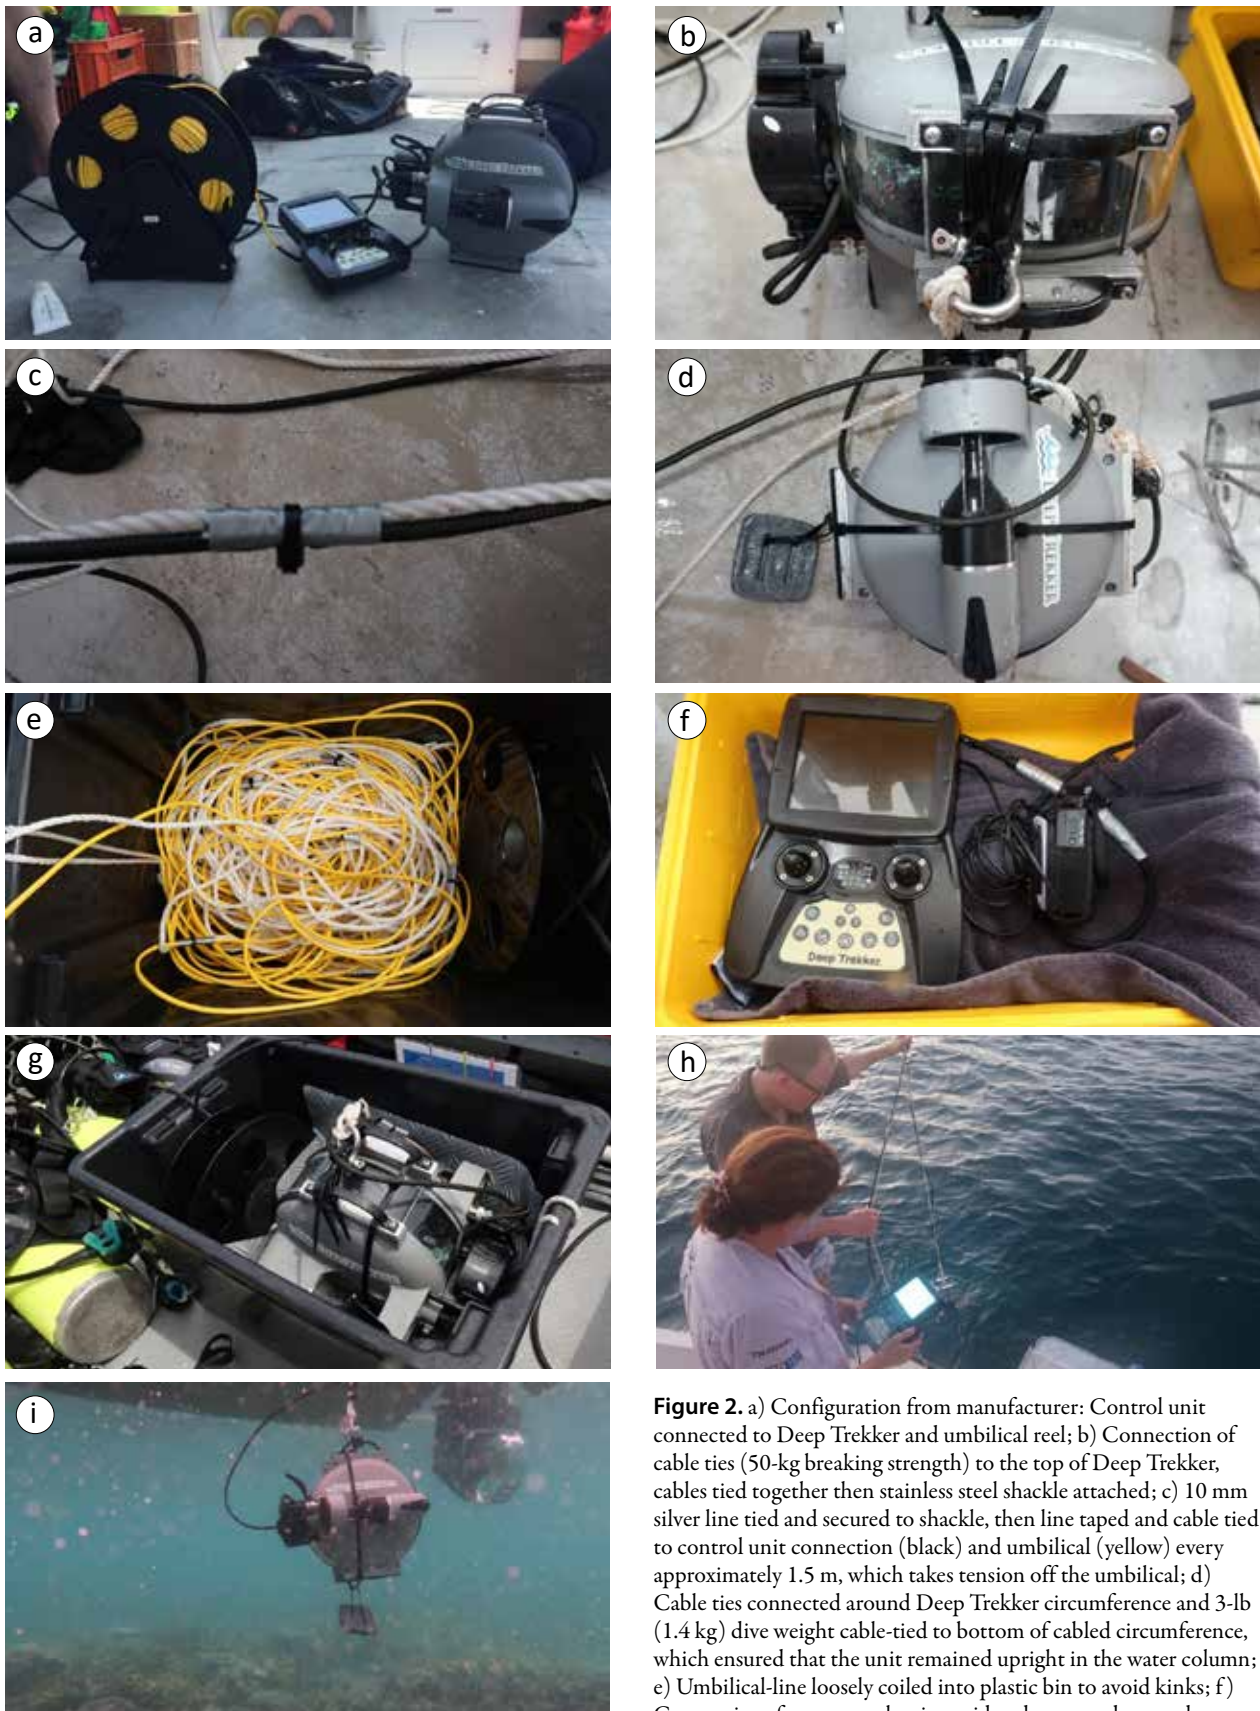 a
b
c
d
TREKKER
e
f
Deep Trekker
g
h
i
Figure 2. a) Configuration from manufacturer: Control unit
connected to Deep Trekker and umbilical reel; b) Connection of
cable ties (50-kg breaking strength) to the top of Deep Trekker,
cables tied together then stainless steel shackle attached; c) 10 mm
silver line tied and secured to shackle, then line taped and cable tied
to control unit connection (black) and umbilical (yellow) every
approximately 1.5 m, which takes tension off the umbilical; d)
Cable ties connected around Deep Trekker circumference and 3-lb
(1.4 kg) dive weight cable-tied to bottom of cabled circumference,
which ensured that the unit remained upright in the water column;
e) Umbilical-line loosely coiled into plastic bin to avoid kinks; f)